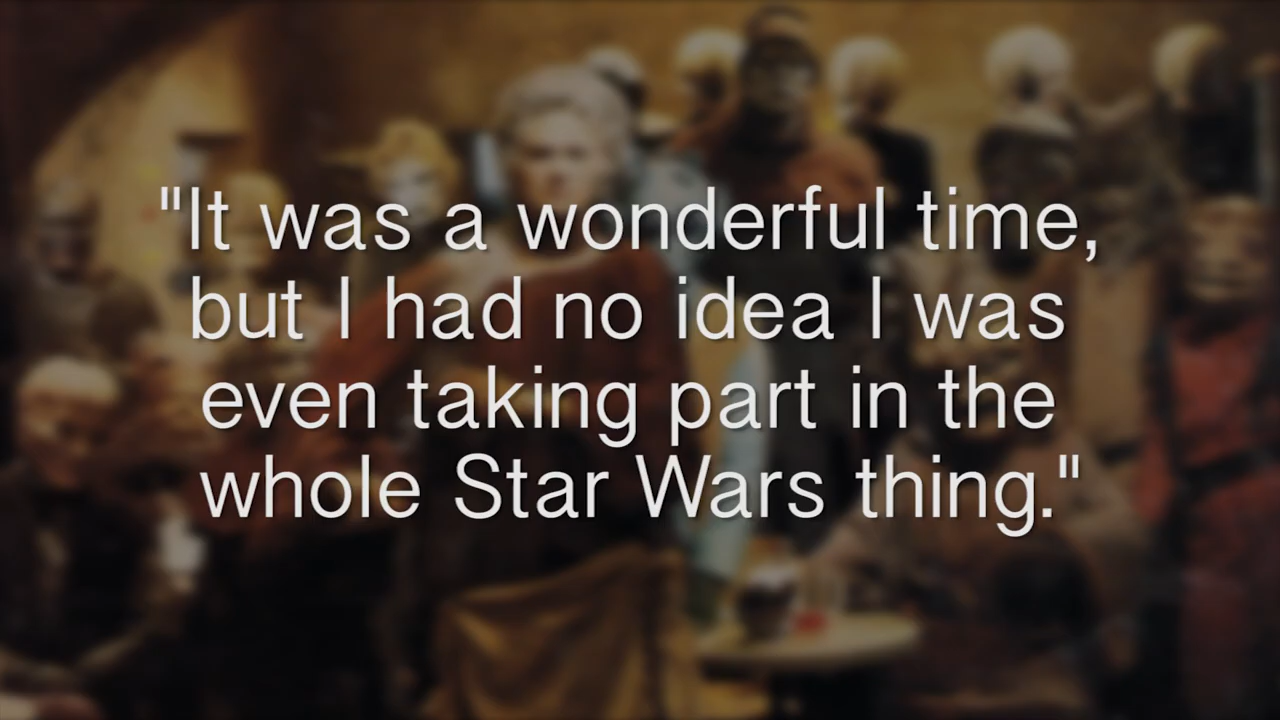 "It was a wonderful time,
but I had no idea I was
even taking part in the
whole Star Wars thing."